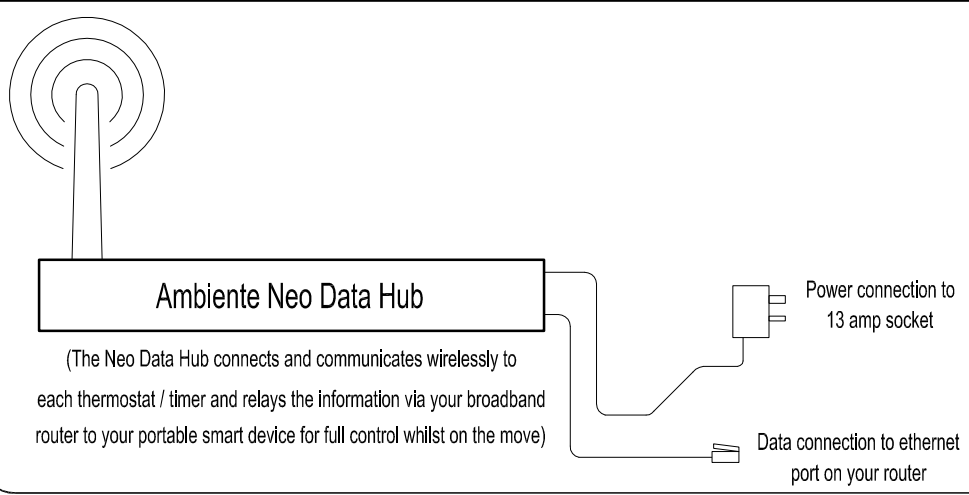 Ambiente Neo Data Hub
(The Neo Data Hub connects and communicates wirelessly to
each thermostat / timer and relays the information via your broadband
router to your portable smart device for full control whilst on the move)
Power connection to
13 amp socket
Data connection to ethernet
port on your router